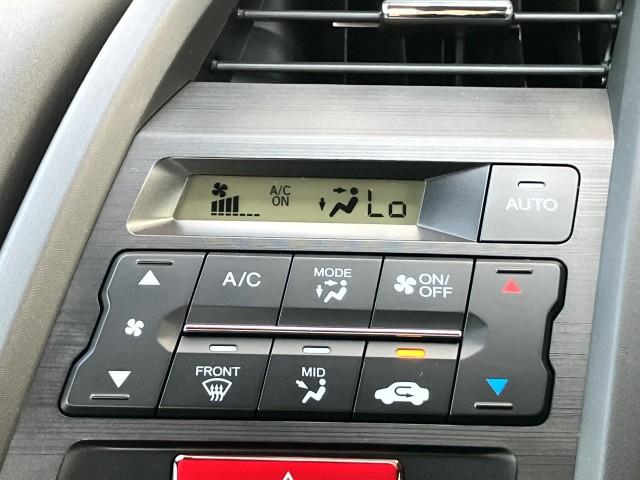 A/C
ON
Lo
AUTO
A/C
MODE
ON/
OFF
FRONT
MID